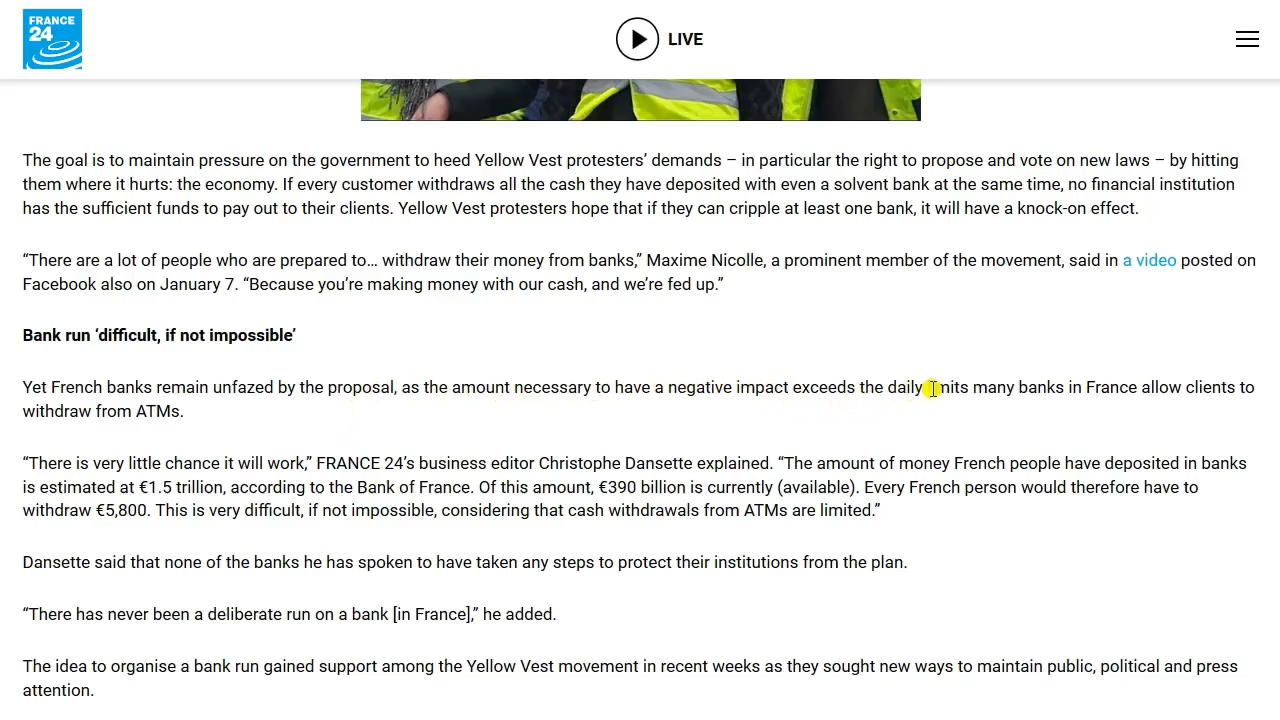 FRANCE
24
LIVE
The goal is to maintain pressure on the government to heed Yellow Vest protesters’ demands – in particular the right to propose and vote on new laws – by hitting
them where it hurts: the economy. If every customer withdraws all the cash they have deposited with even a solvent bank at the same time, no financial institution
has the sufficient funds to pay out to their clients. Yellow Vest protesters hope that if they can cripple at least one bank, it will have a knock-on effect.
“There are a lot of people who are prepared to… withdraw their money from banks,” Maxime Nicolle, a prominent member of the movement, said in a video posted on
Facebook also on January 7. “Because you’re making money with our cash, and we’re fed up.”
Bank run ‘difficult, if not impossible’
Yet French banks remain unfazed by the proposal, as the amount necessary to have a negative impact exceeds the daily limits many banks in France allow clients to
withdraw from ATMs.
“There is very little chance it will work,” FRANCE 24’s business editor Christophe Dansette explained. “The amount of money French people have deposited in banks
is estimated at €1.5 trillion, according to the Bank of France. Of this amount, €390 billion is currently (available). Every French person would therefore have to
withdraw €5,800. This is very difficult, if not impossible, considering that cash withdrawals from ATMs are limited.”
Dansette said that none of the banks he has spoken to have taken any steps to protect their institutions from the plan.
“There has never been a deliberate run on a bank [in France],” he added.
The idea to organise a bank run gained support among the Yellow Vest movement in recent weeks as they sought new ways to maintain public, political and press
attention.